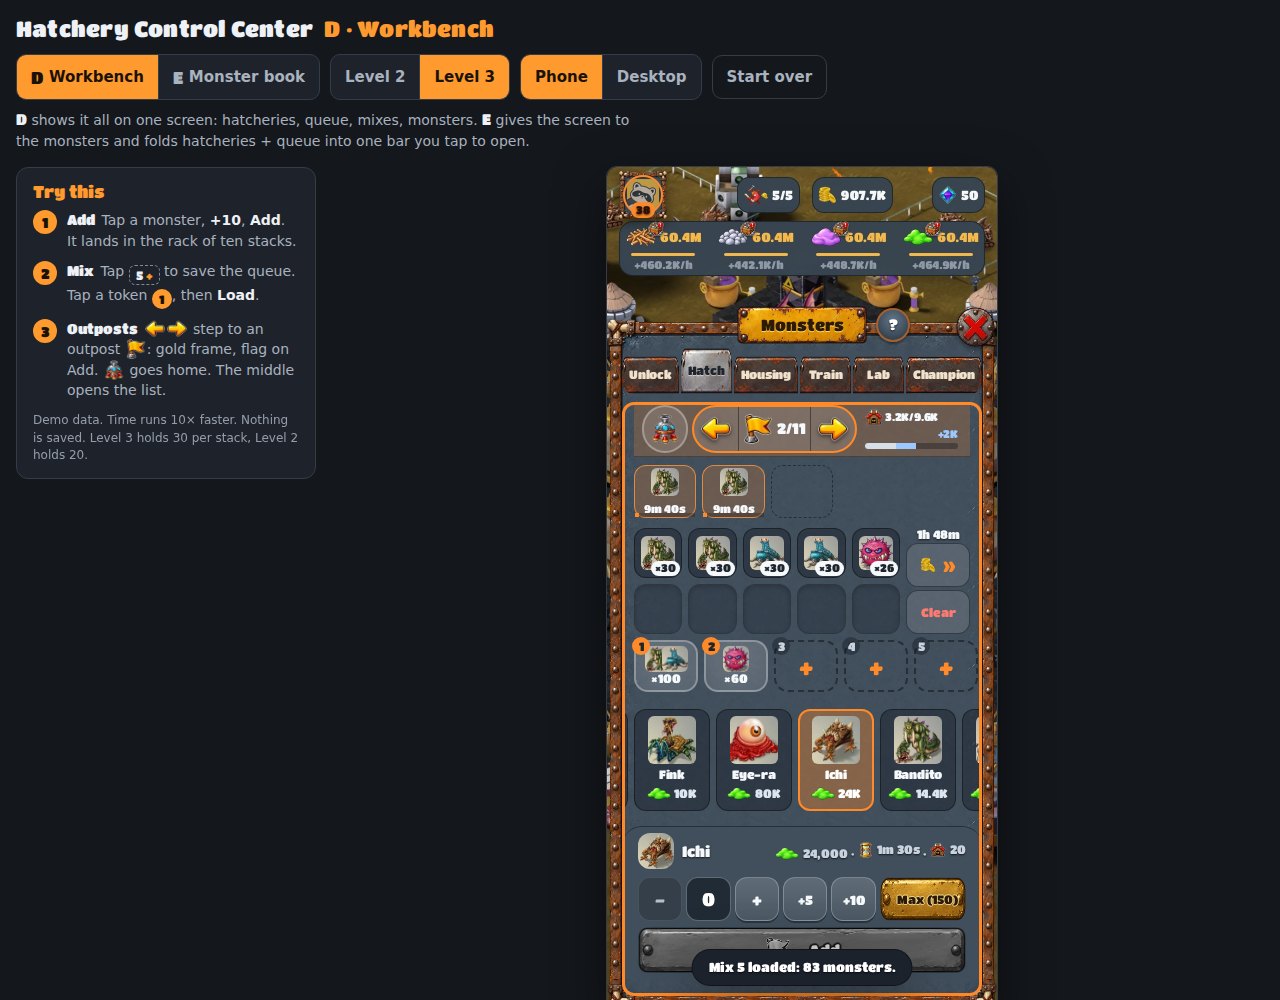 Hatchery Control Center D · Workbench
D Workbench E Monster book Level 2 Level 3 Phone Desktop Start over
D shows it all on one screen: hatcheries, queue, mixes, monsters. E gives the screen to
the monsters and folds hatcheries + queue into one bar you tap to open.
Try this
1 Add Tap a monster, +10, Add.
It lands in the rack of ten stacks.
2 Mix Tap 5+ to save the queue.
Tap a token 1, then Load.
3 Outposts step to an
outpost : gold frame, flag on
Add. goes home. The middle
opens the list.
Demo data. Time runs 10× faster. Nothing
is saved. Level 3 holds 30 per stack, Level 2
holds 20.
30 5/5 907.7K 50
60.4M 60.4M 60.4M 60.4M
+460.2K/h +442.1K/h +448.7K/h +464.9K/h
Monsters ?
Unlock Hatch Housing Train Lab Champion
2/11 3.2K/9.6K
+2K
9m 40s 9m 40s
1h 48m
×30 ×30 ×30 ×30 ×26 »
Clear
1 2 3 4 5
×100 ×60 + + +
Fink Eye-ra Ichi Bandito
10K 80K 24K 14.4K
Ichi 24,000 · 1m 30s · 20
− 0 + +5 +10 Max (150)
Mix 5 loaded: 83 monsters.